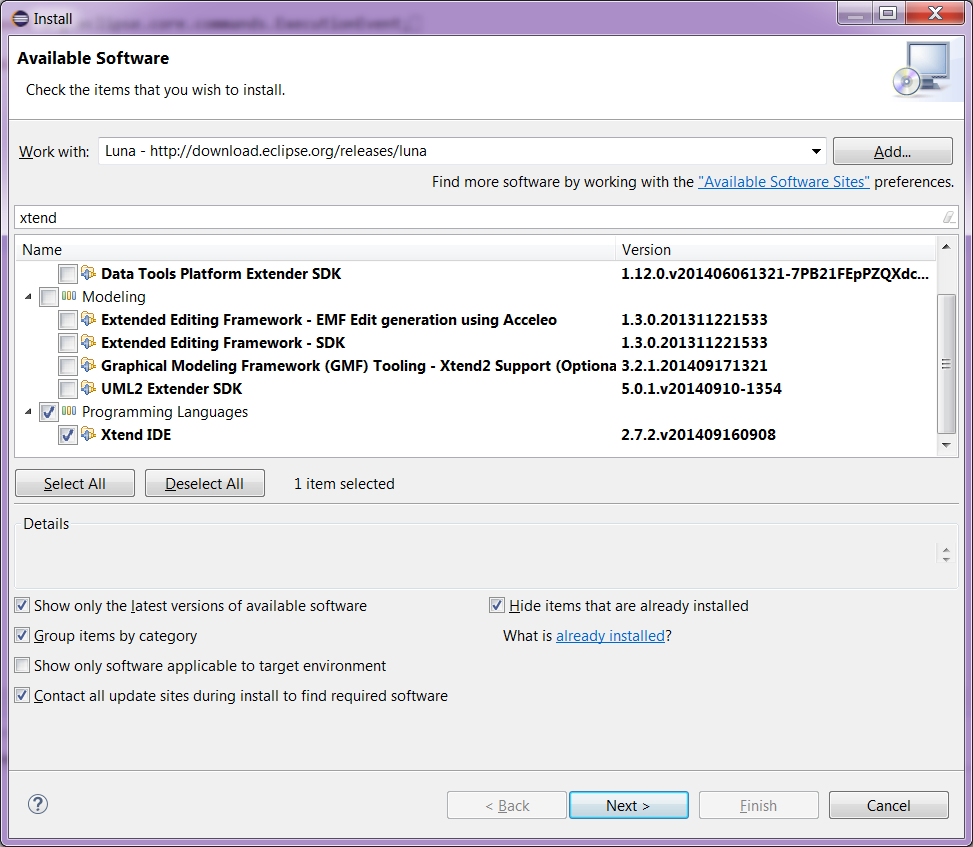 Install
eclipse.core.commands.ExecutionEvent;
Available Software
Check the items that you wish to install.
Work with: Luna - http://download.eclipse.org/releases/luna Add...
Find more software by working with the "Available Software Sites" preferences.
xtend
Name Version
Data Tools Platform Extender SDK 1.12.0.v201406061321-7PB21FEpPZQXdc...
Modeling
Extended Editing Framework - EMF Edit generation using Acceleo 1.3.0.201311221533
Extended Editing Framework - SDK 1.3.0.201311221533
Graphical Modeling Framework (GMF) Tooling - Xtend2 Support (Optiona 3.2.1.201409171321
UML2 Extender SDK 5.0.1.v20140910-1354
Programming Languages
Xtend IDE 2.7.2.v201409160908
Select All Deselect All 1 item selected
Details
Show only the latest versions of available software Hide items that are already installed
Group items by category What is already installed?
Show only software applicable to target environment
Contact all update sites during install to find required software
? < Back Next > Finish Cancel